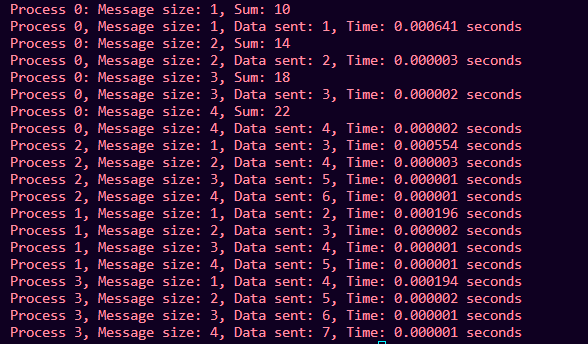 Process 0: Message size: 1, Sum: 10
Process 0, Message size: 1, Data sent: 1, Time: 0.000641 seconds
Process 0: Message size: 2, Sum: 14
Process 0, Message size: 2, Data sent: 2, Time: 0.000003 seconds
Process 0: Message size: 3, Sum: 18
Process 0, Message size: 3, Data sent: 3, Time: 0.000002 seconds
Process 0: Message size: 4, Sum: 22
Process 0, Message size: 4, Data sent: 4, Time: 0.000002 seconds
Process 2, Message size: 1, Data sent: 3, Time: 0.000554 seconds
Process 2, Message size: 2, Data sent: 4, Time: 0.000003 seconds
Process 2, Message size: 3, Data sent: 5, Time: 0.000001 seconds
Process 2, Message size: 4, Data sent: 6, Time: 0.000001 seconds
Process 1, Message size: 1, Data sent: 2, Time: 0.000196 seconds
Process 1, Message size: 2, Data sent: 3, Time: 0.000002 seconds
Process 1, Message size: 3, Data sent: 4, Time: 0.000001 seconds
Process 1, Message size: 4, Data sent: 5, Time: 0.000001 seconds
Process 3, Message size: 1, Data sent: 4, Time: 0.000194 seconds
Process 3, Message size: 2, Data sent: 5, Time: 0.000002 seconds
Process 3, Message size: 3, Data sent: 6, Time: 0.000001 seconds
Process 3, Message size: 4, Data sent: 7, Time: 0.000001 seconds